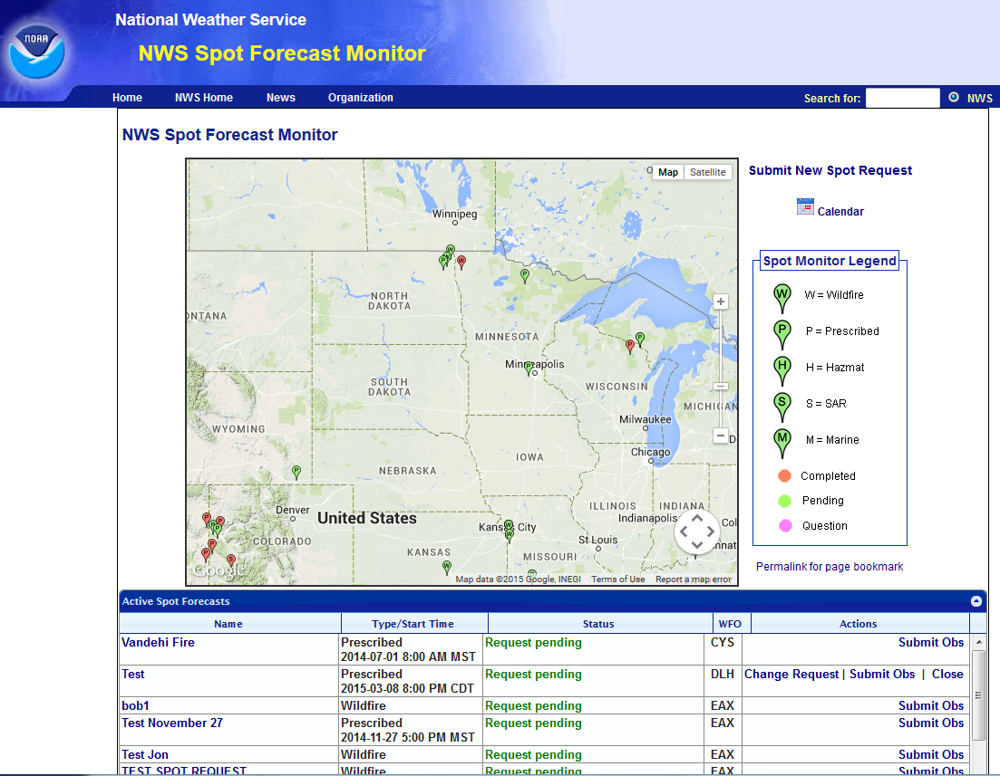 National Weather Service
NOAA
NWS Spot Forecast Monitor
Home NWS Home News Organization Search for: NWS
NWS Spot Forecast Monitor
Map Satellite
Submit New Spot Request
Calendar
Winnipeg
Spot Monitor Legend
W W = Wildfire
P P = Prescribed
H H = Hazmat
S S = SAR
M M = Marine
Completed
Pending
Question
Permalink for page bookmark
W
P W
P
NORTH
DAKOTA
ONTANA
MINNESOTA
P P
Minneapolis
P
SOUTH
DAKOTA
WISCONSIN
MICHIGAN
Milwaukee
WYOMING
Chicago
IOWA
NEBRASKA
P
ILLINOIS INDIANA
Denver
United States
Indianapolis
Col
Kansas City
W
COLORADO
St Louis
nnat
KANSAS
MISSOURI
P P
P
P
P
P
S
W
Google
Map data ©2015 Google, INEGI Terms of Use Report a map error
Active Spot Forecasts
Name Type/Start Time Status WFO Actions
Vandehi Fire Prescribed Request pending CYS Submit Obs
2014-07-01 8:00 AM MST
Test Prescribed Request pending DLH Change Request | Submit Obs | Close
2015-03-08 8:00 PM CDT
bob1 Wildfire Request pending EAX Submit Obs
Test November 27 Prescribed Request pending EAX Submit Obs
2014-11-27 5:00 PM MST
Test Jon Wildfire Request pending EAX Submit Obs
TEST SPOT REQUEST Wildfire Request pending EAX Submit Obs